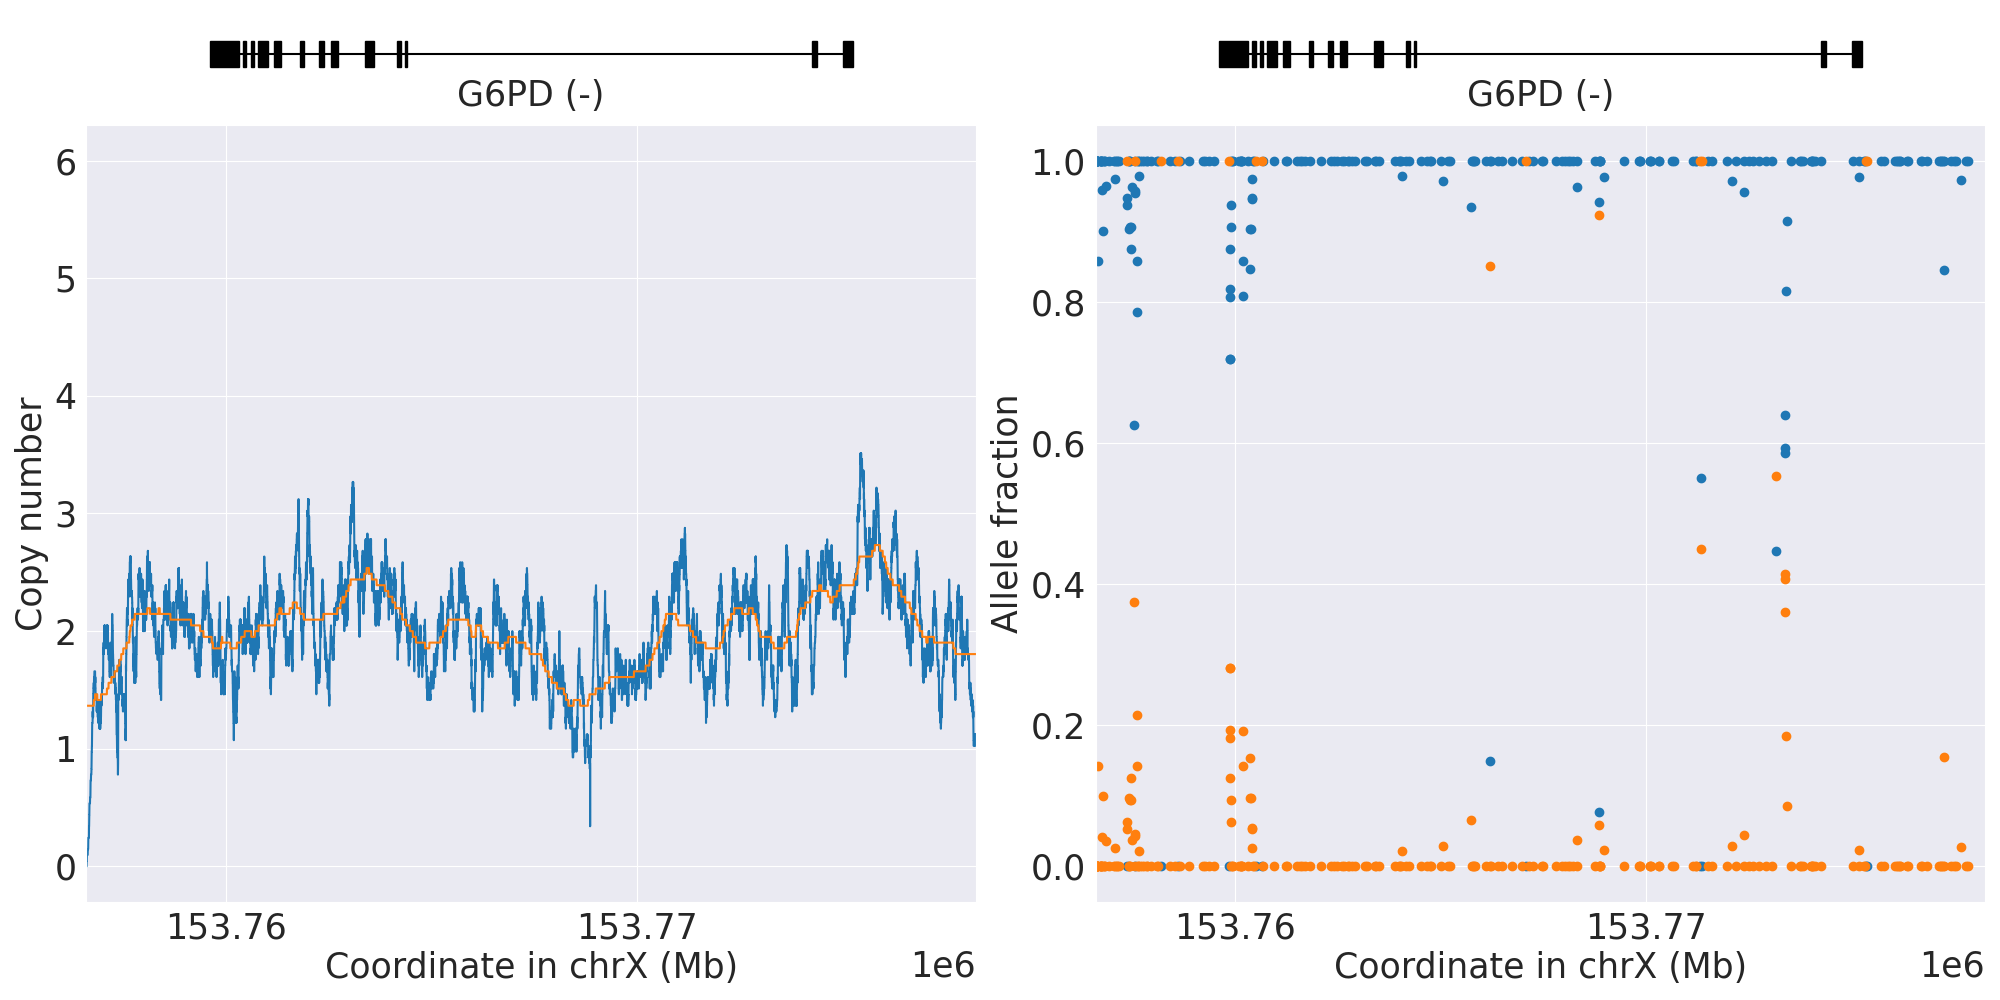 G6PD (-)
6
5
4
3
2
1
0
Copy number
153.76
153.77
Coordinate in chrX (Mb)
1e6
G6PD (-)
1.0
0.8
0.6
0.4
0.2
0.0
Allele fraction
153.76
153.77
Coordinate in chrX (Mb)
1e6